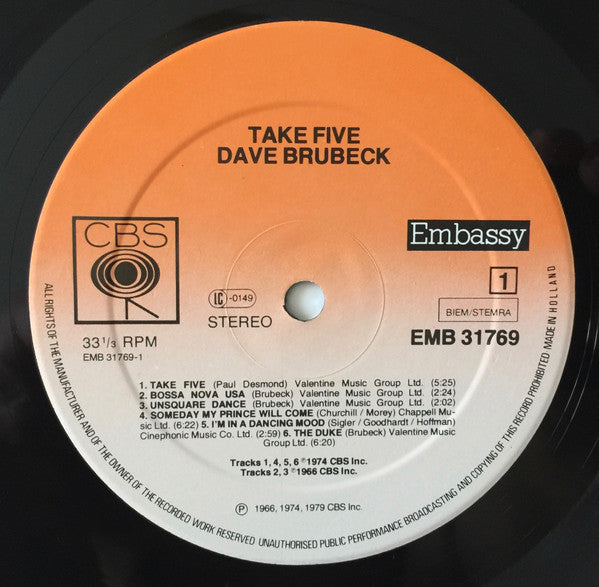 TAKE FIVE
DAVE BRUBECK
CBS
Embassy
LC -0149
1
STEREO
BIEM/STEMRA
33 1/3 RPM
EMB 31769
EMB 31769-1
1. TAKE FIVE (Paul Desmond) Valentine Music Group Ltd. (5:25)
2. BOSSA NOVA USA (Brubeck) Valentine Music Group Ltd. (2:24)
3. UNSQUARE DANCE (Brubeck) Valentine Music Group Ltd. (2:02)
4. SOMEDAY MY PRINCE WILL COME (Churchill / Morey) Chappell Mu-
sic Ltd. (6:22) 5. I'M IN A DANCING MOOD (Sigler / Goodhardt / Hoffman)
Cinephonic Music Co. Ltd. (2:59) 6. THE DUKE (Brubeck) Valentine Music
Group Ltd. (6:20)
Tracks 1, 4, 5, 6 ℗ 1974 CBS Inc.
Tracks 2, 3 ℗ 1966 CBS Inc.
℗ 1966, 1974, 1979 CBS Inc.
ALL RIGHTS OF THE MANUFACTURER AND OF THE OWNER OF THE RECORDED WORK RESERVED UNAUTHORISED PUBLIC PERFORMANCE BROADCASTING AND COPYING OF THIS RECORD PROHIBITED MADE IN HOLLAND